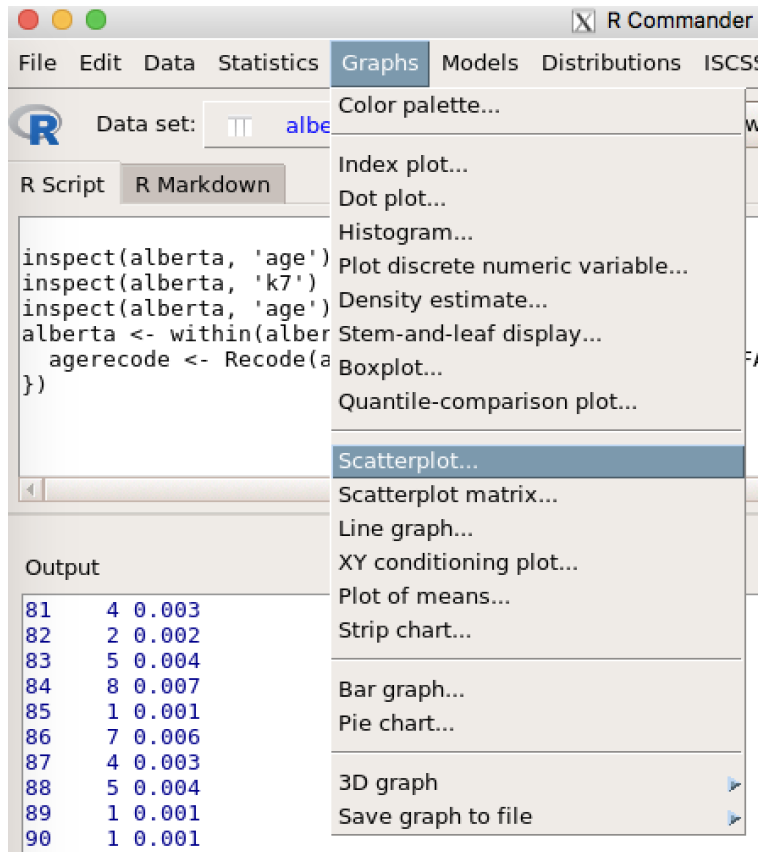 X R Commander
File Edit Data Statistics Graphs Models Distributions
R Data set:
Color palette...
R Script R Markdown
Index plot...
Dot plot...
Histogram...
Plot discrete numeric variable...
Density estimate...
Stem-and-leaf display...
Boxplot...
Quantile-comparison plot...
Scatterplot...
Scatterplot matrix...
Line graph...
XY conditioning plot...
Plot of means...
Strip chart...
Bar graph...
Pie chart...
3D graph
Save graph to file
inspect(alberta, 'age')
inspect(alberta, 'k7')
inspect(alberta, 'age')
alberta <- within(alber
agerecode <- Recode(a
})
Output
81 4 0.003
82 2 0.002
83 5 0.004
84 8 0.007
85 1 0.001
86 7 0.006
87 4 0.003
88 5 0.004
89 1 0.001
90 1 0.001